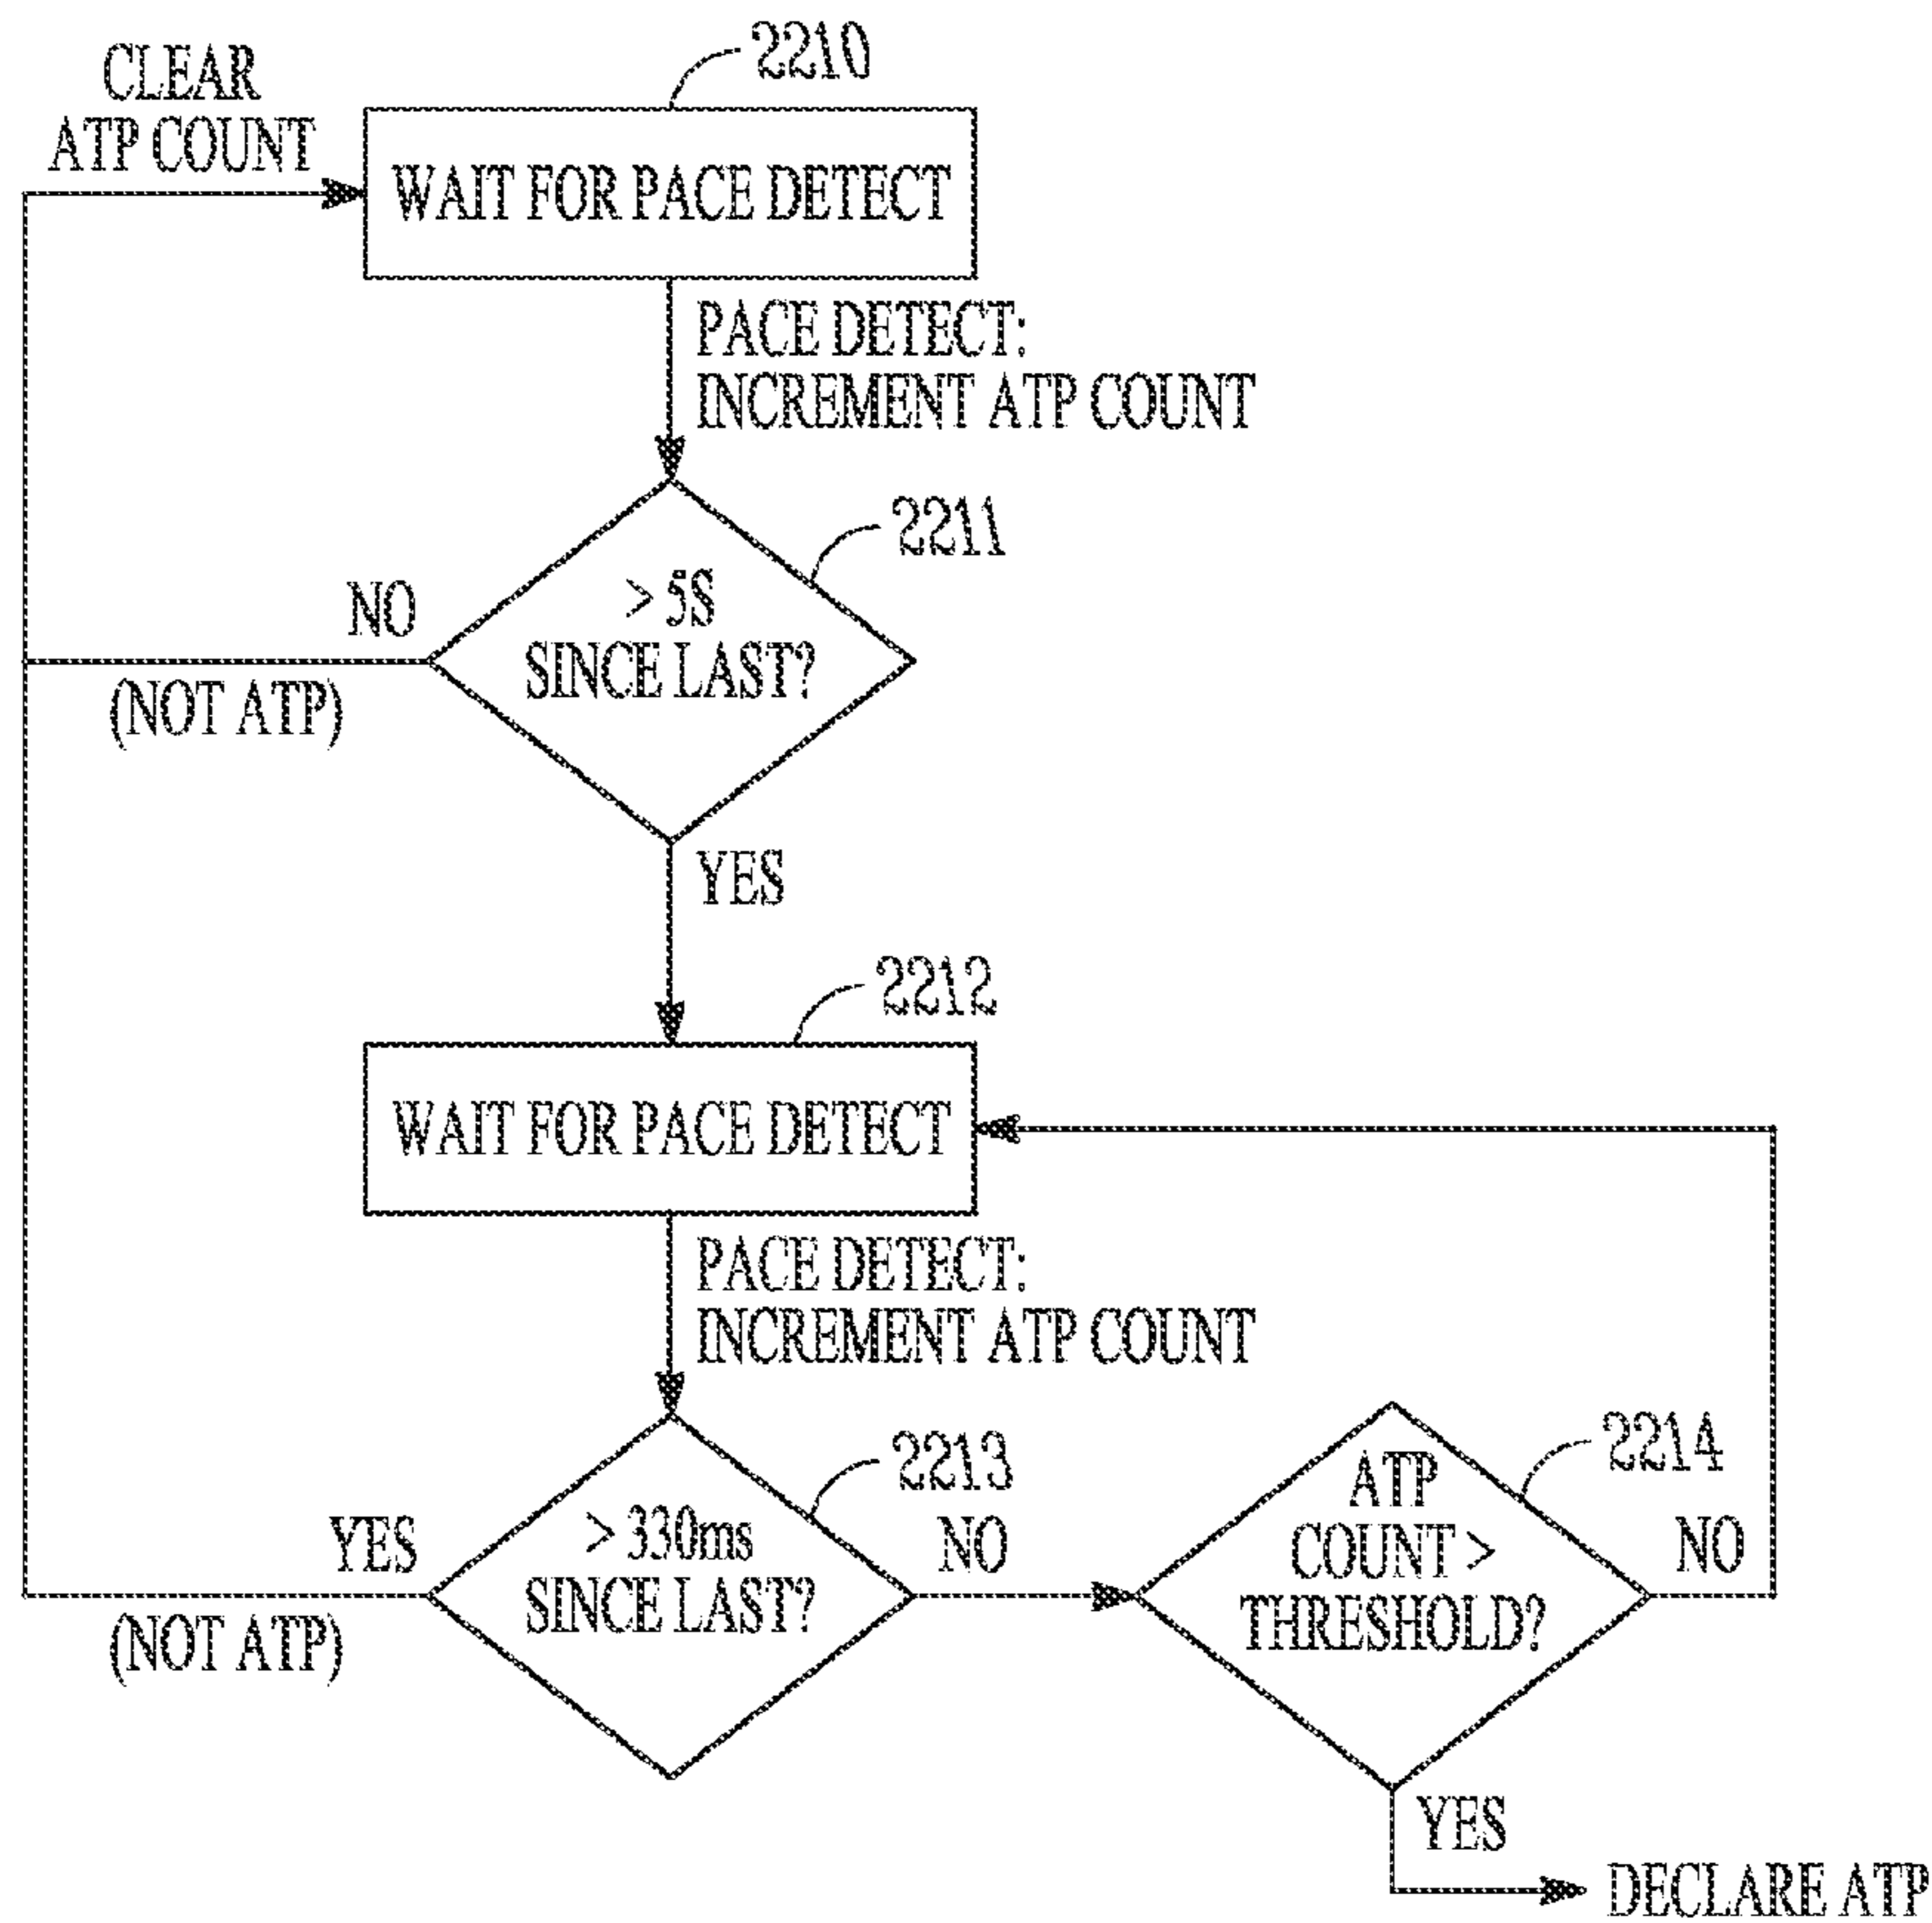 2210
CLEAR
ATP COUNT
WAIT FOR PACE DETECT
PACE DETECT:
INCREMENT ATP COUNT
2211
> 5S
SINCE LAST?
NO
(NOT ATP)
YES
2212
WAIT FOR PACE DETECT
PACE DETECT:
INCREMENT ATP COUNT
2213
> 330ms
SINCE LAST?
YES
(NOT ATP)
NO
2214
ATP
COUNT >
THRESHOLD?
NO
YES
DECLARE ATP